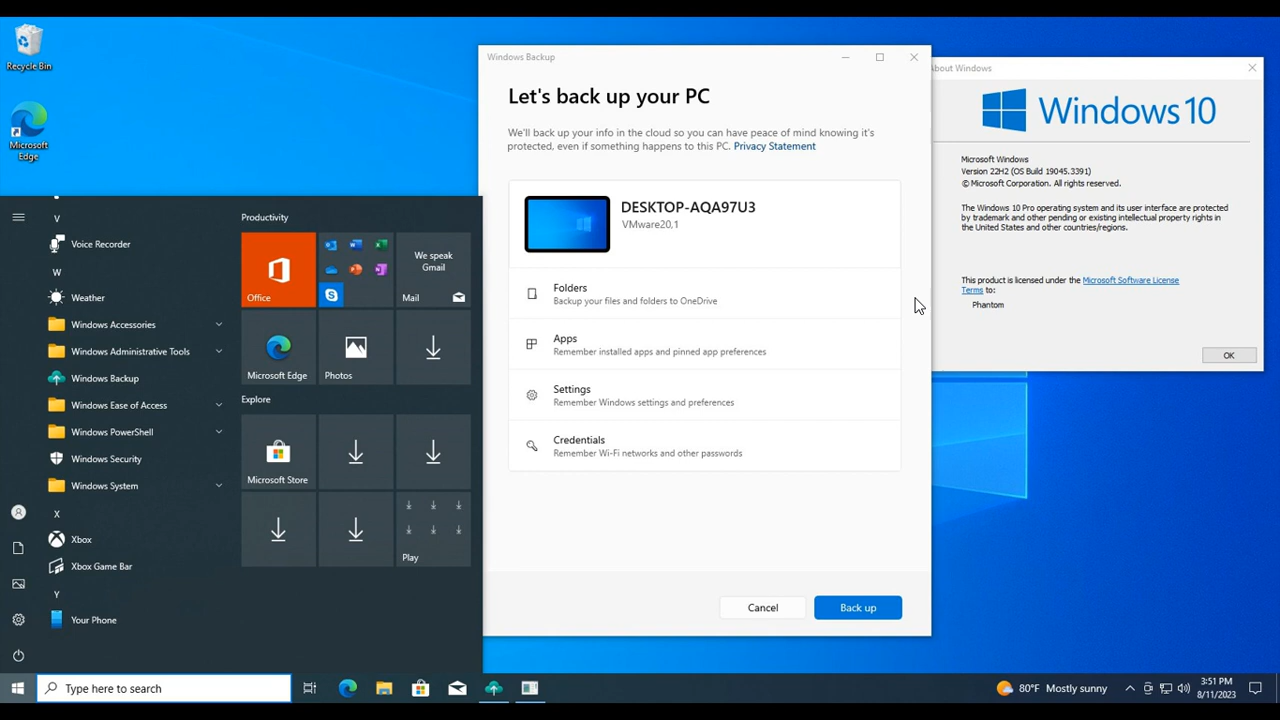 Recycle Bin
Microsoft
Edge
V
Voice Recorder
W
Weather
Windows Accessories
Windows Administrative Tools
Windows Backup
Windows Ease of Access
Windows PowerShell
Windows Security
Windows System
X
Xbox
Xbox Game Bar
Y
Your Phone
Productivity
Office
We speak
Gmail
Mail
Microsoft Edge
Photos
Explore
Microsoft Store
Play
Windows Backup
Let's back up your PC
We'll back up your info in the cloud so you can have peace of mind knowing it's
protected, even if something happens to this PC. Privacy Statement
DESKTOP-AQA97U3
VMware20,1
Folders
Backup your files and folders to OneDrive
Apps
Remember installed apps and pinned app preferences
Settings
Remember Windows settings and preferences
Credentials
Remember Wi-Fi networks and other passwords
Cancel
Back up
About Windows
Windows 10
Microsoft Windows
Version 22H2 (OS Build 19045.3391)
© Microsoft Corporation. All rights reserved.
The Windows 10 Pro operating system and its user interface are protected
by trademark and other pending or existing intellectual property rights in
the United States and other countries/regions.
This product is licensed under the Microsoft Software License
Terms to:
Phantom
OK
Type here to search
80°F Mostly sunny
3:51 PM
8/11/2023